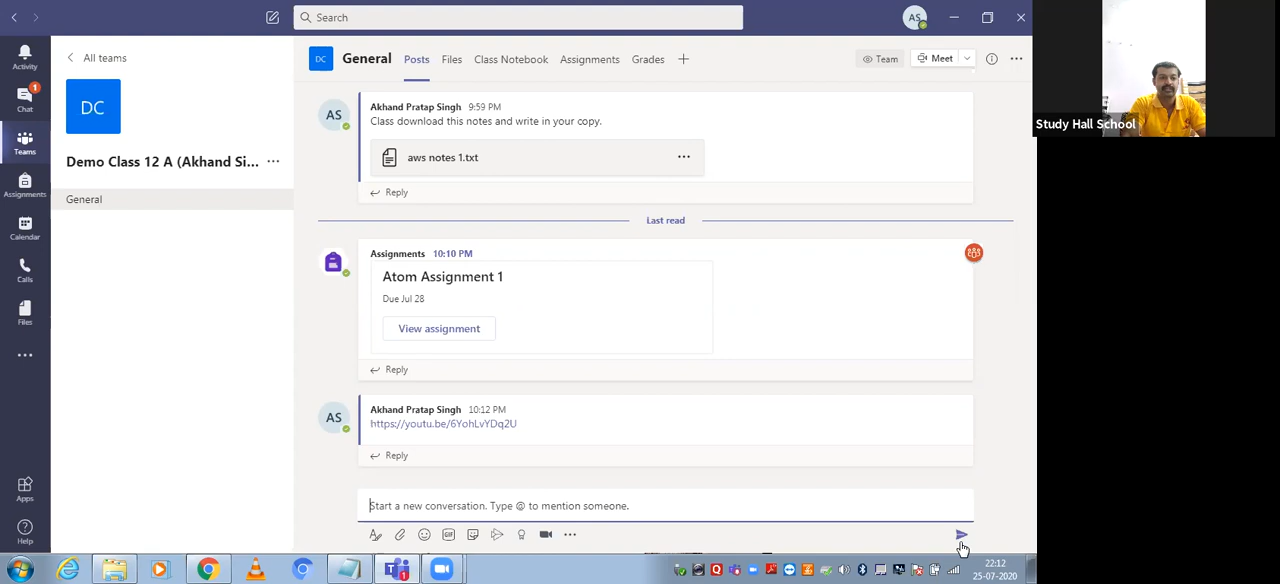 Search
AS
Activity
Chat
1
Teams
Assignments
Calendar
Calls
Files
Apps
Help
All teams
DC
Demo Class 12 A (Akhand Si...
General
DC
General
Posts
Files
Class Notebook
Assignments
Grades
Team
Meet
AS
Akhand Pratap Singh 9:59 PM
Class download this notes and write in your copy.
aws notes 1.txt
Reply
Last read
Assignments 10:10 PM
Atom Assignment 1
Due Jul 28
View assignment
Reply
AS
Akhand Pratap Singh 10:12 PM
https://youtu.be/6YohLvYDq2U
Reply
Start a new conversation. Type @ to mention someone.
GIF
Study Hall School
22:12
25-07-2020